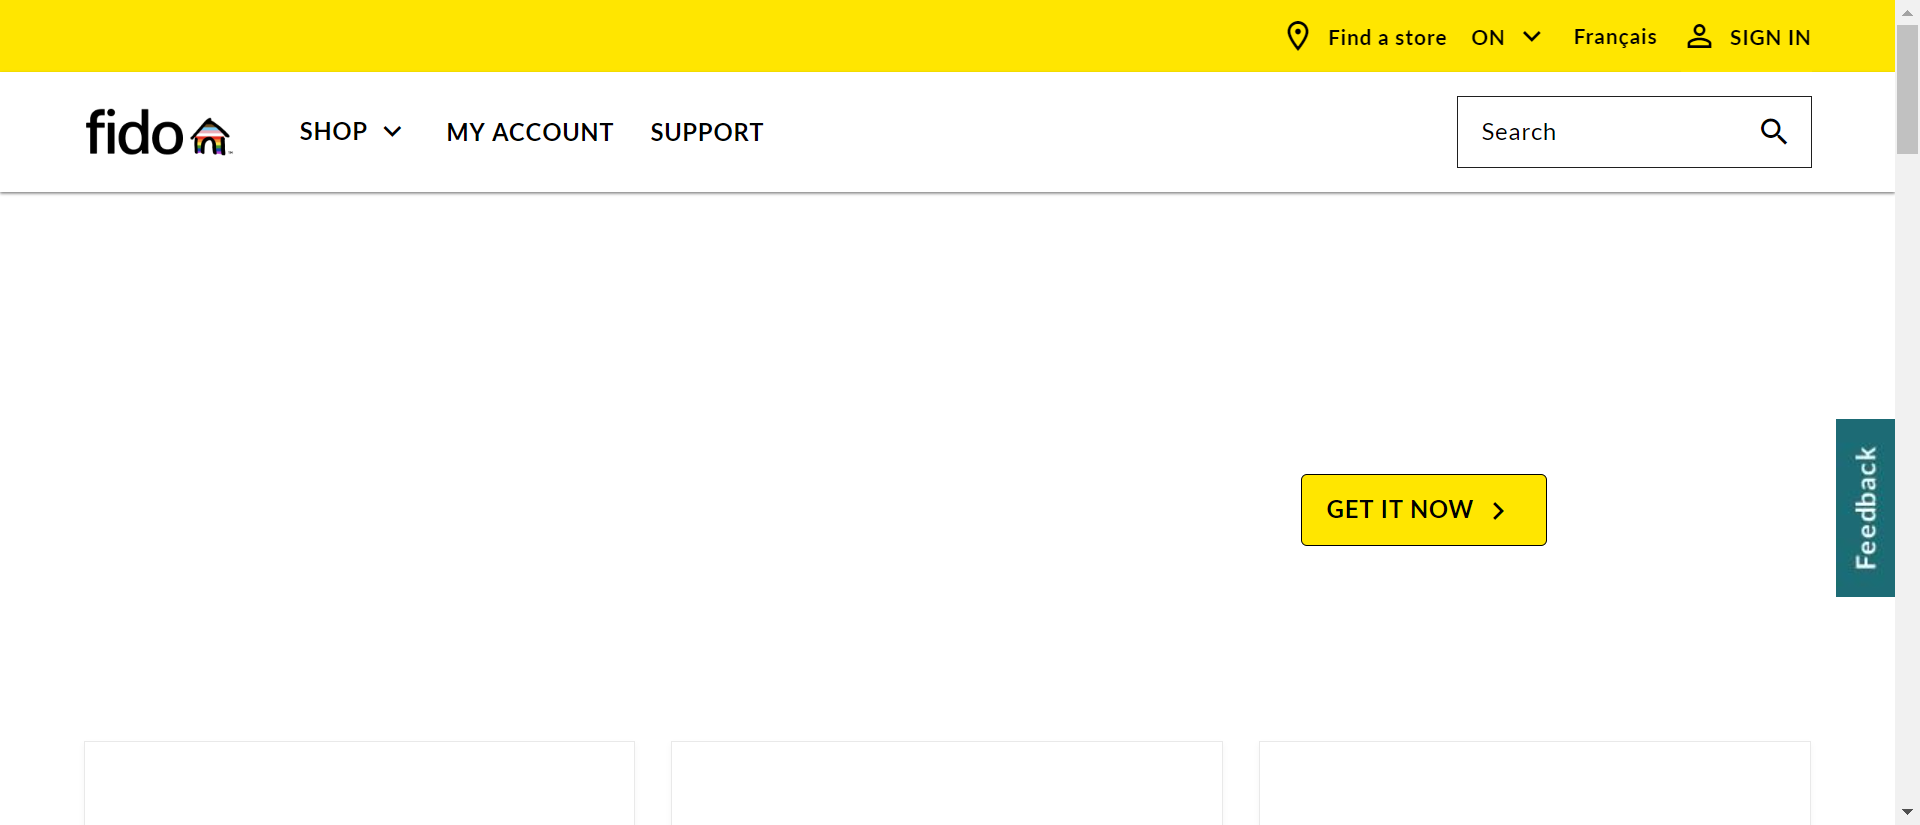 Find a store ON Français SIGN IN
fido SHOP MY ACCOUNT SUPPORT Search
GET IT NOW
Feedback